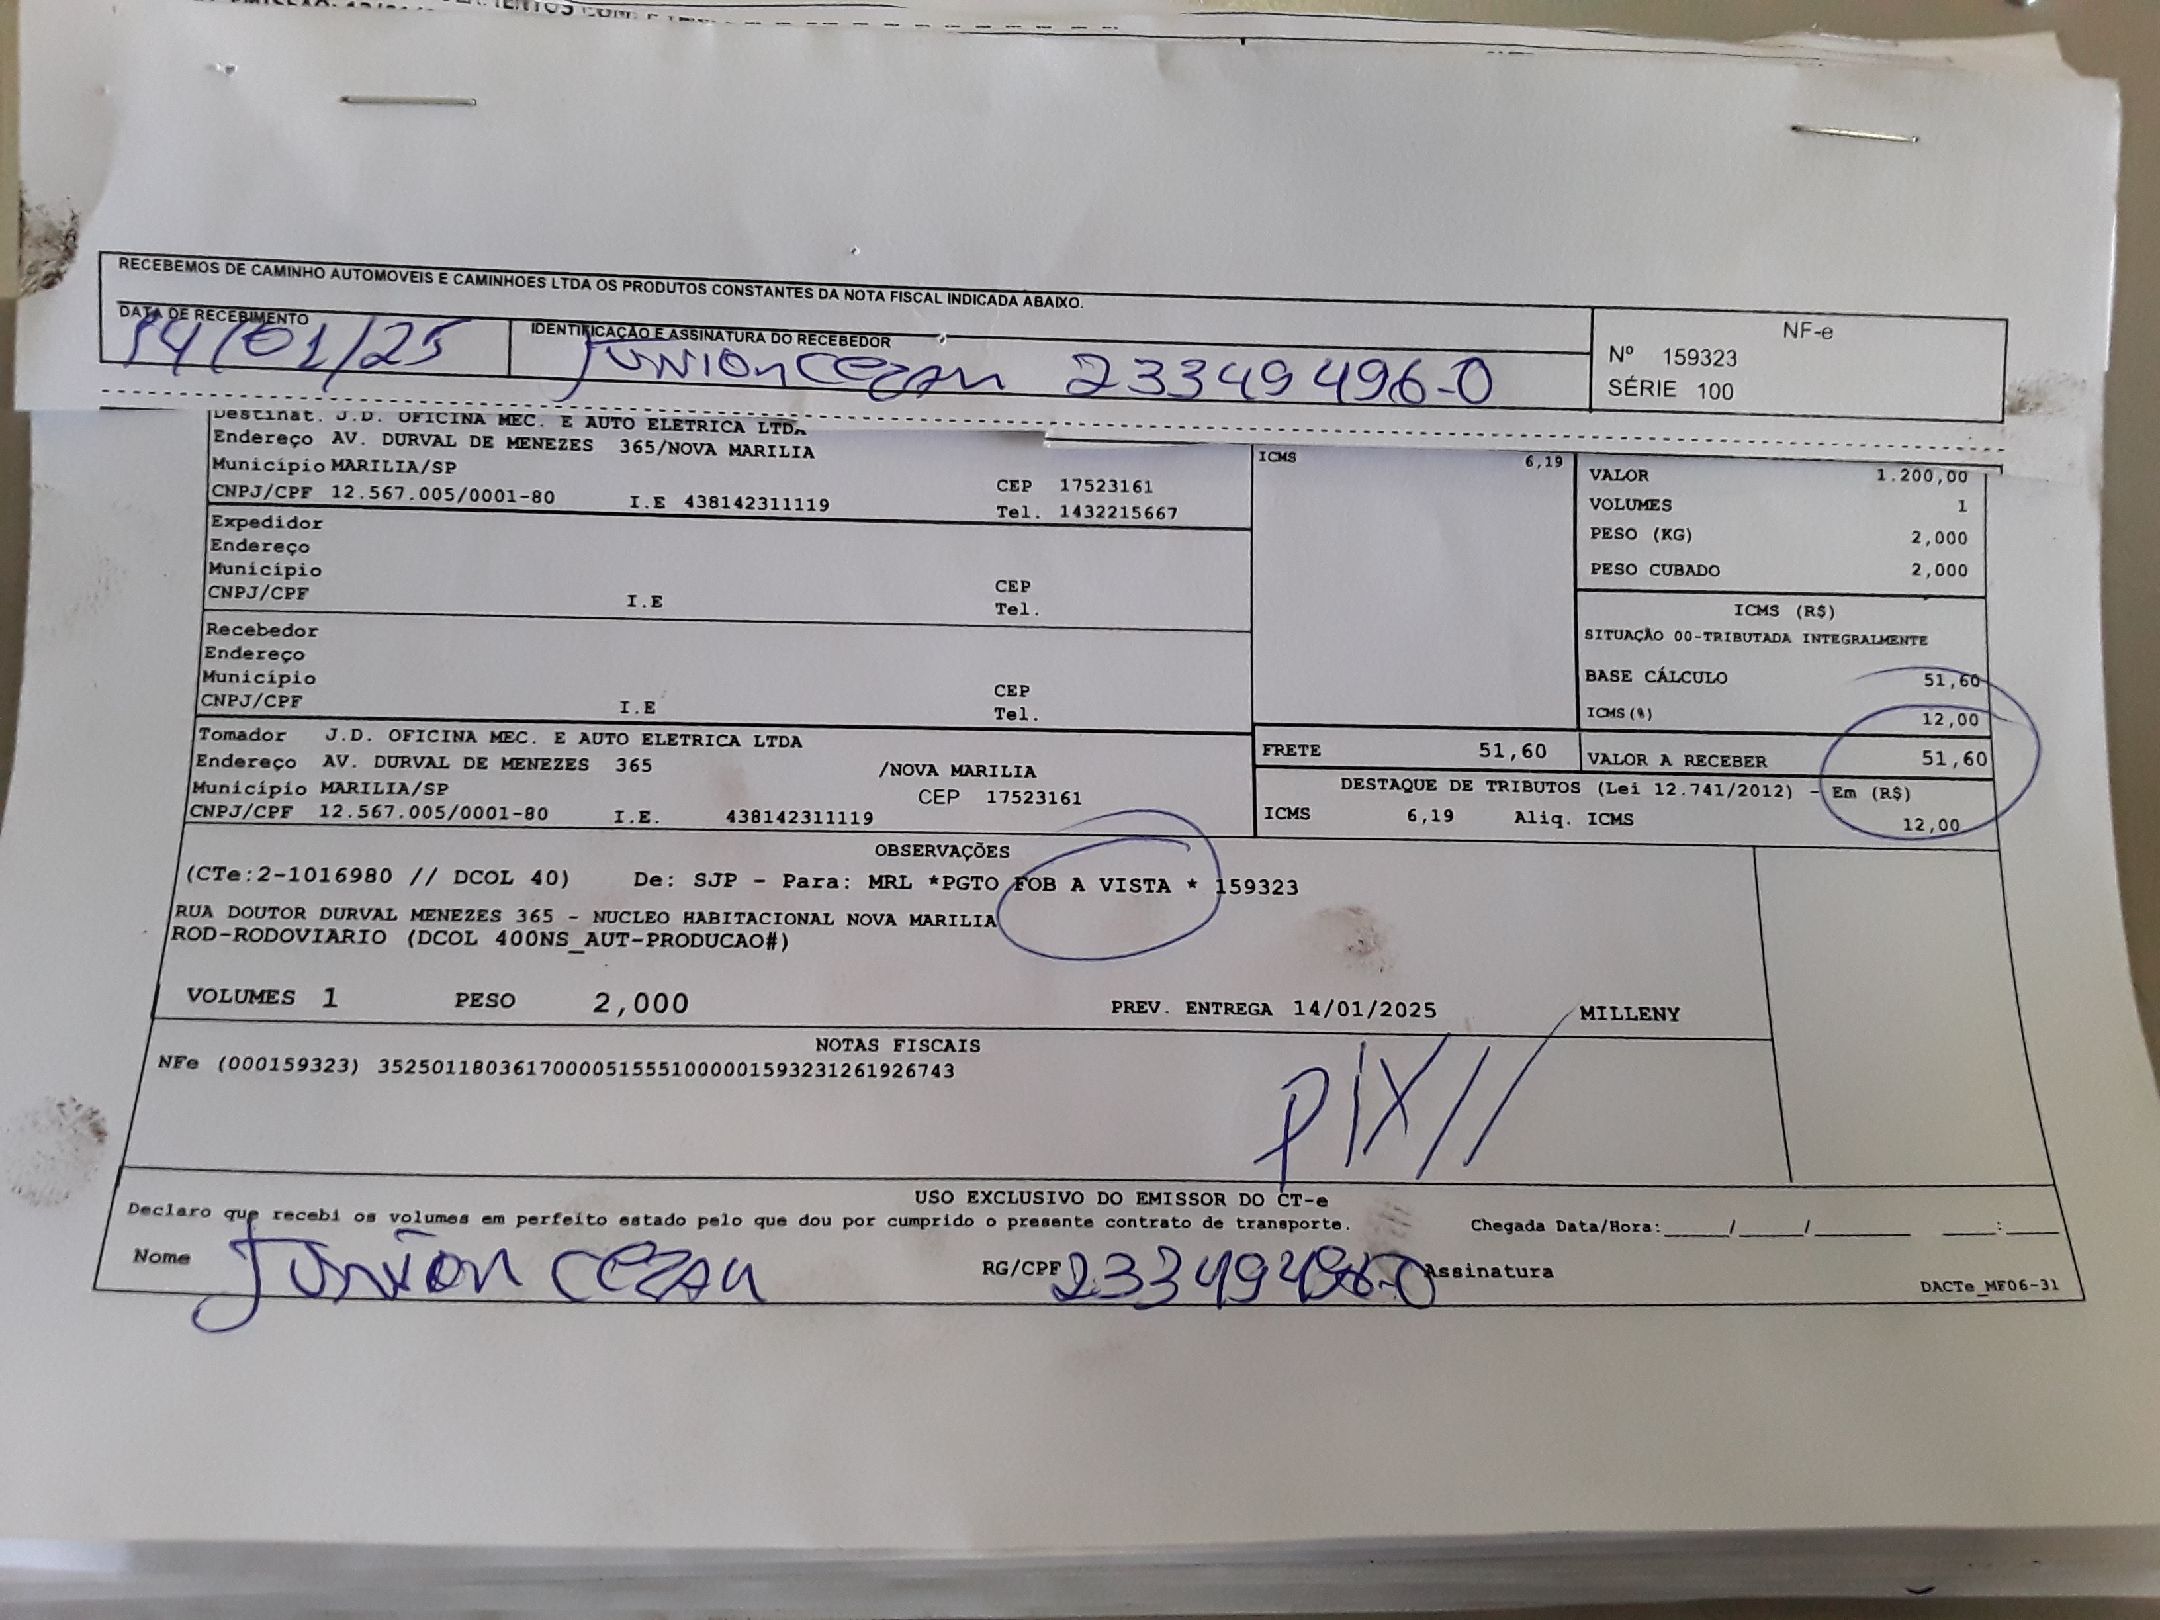 RECEBEMOS DE CAMINHO AUTOMOVEIS E CAMINHOES LTDA OS PRODUTOS CONSTANTES DA NOTA FISCAL INDICADA ABAIXO.
DATA DE RECEBIMENTO
14/01/25
IDENTIFICAÇÃO E ASSINATURA DO RECEBEDOR
Junior Cezar 23349496-0
NF-e
Nº 159323
SÉRIE 100
Destinat. J.D. OFICINA MEC. E AUTO ELETRICA LTDA
Endereço AV. DURVAL DE MENEZES 365/NOVA MARILIA
Município MARILIA/SP
CEP 17523161
CNPJ/CPF 12.567.005/0001-80 I.E 438142311119 Tel. 1432215667
ICMS 6,19
VALOR 1.200,00
VOLUMES 1
PESO (KG) 2,000
PESO CUBADO 2,000
Expedidor
Endereço
Município CEP
CNPJ/CPF I.E Tel.
Recebedor
Endereço
Município CEP
CNPJ/CPF I.E Tel.
ICMS (R$)
SITUAÇÃO 00-TRIBUTADA INTEGRALMENTE
BASE CÁLCULO 51,60
ICMS(%) 12,00
Tomador J.D. OFICINA MEC. E AUTO ELETRICA LTDA
Endereço AV. DURVAL DE MENEZES 365 /NOVA MARILIA
Município MARILIA/SP CEP 17523161
CNPJ/CPF 12.567.005/0001-80 I.E. 438142311119
FRETE 51,60 VALOR A RECEBER 51,60
DESTAQUE DE TRIBUTOS (Lei 12.741/2012) - Em (R$)
ICMS 6,19 Aliq. ICMS 12,00
OBSERVAÇÕES
(CTe:2-1016980 // DCOL 40) De: SJP - Para: MRL *PGTO FOB A VISTA * 159323
RUA DOUTOR DURVAL MENEZES 365 - NUCLEO HABITACIONAL NOVA MARILIA
ROD-RODOVIARIO (DCOL 400NS_AUT-PRODUCAO#)
VOLUMES 1 PESO 2,000 PREV. ENTREGA 14/01/2025 MILLENY
NOTAS FISCAIS
NFe (000159323) 35250118036170000515551000001593231261926743
PIX//
USO EXCLUSIVO DO EMISSOR DO CT-e
Declaro que recebi os volumes em perfeito estado pelo que dou por cumprido o presente contrato de transporte. Chegada Data/Hora:____/____/______ ___:____
Nome Júnior Cezar RG/CPF 23349496-0 Assinatura
DACTe_MF06-31